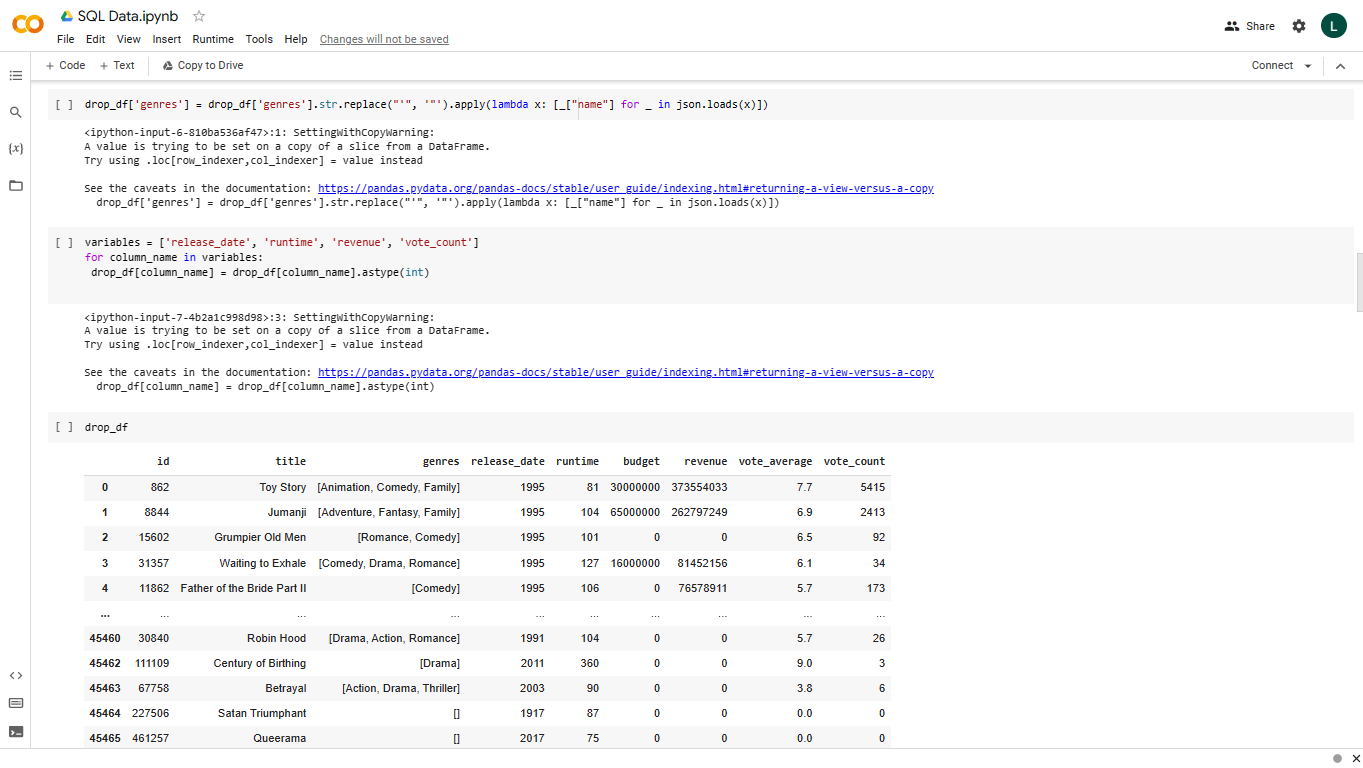 SQL Data.ipynb
File Edit View Insert Runtime Tools Help Changes will not be saved
Share L
+ Code + Text Copy to Drive
Connect
[ ] drop_df['genres'] = drop_df['genres'].str.replace("'", '"').apply(lambda x: [_["name"] for _ in json.loads(x)])
<ipython-input-6-810ba536af47>:1: SettingWithCopyWarning:
A value is trying to be set on a copy of a slice from a DataFrame.
Try using .loc[row_indexer,col_indexer] = value instead
See the caveats in the documentation: https://pandas.pydata.org/pandas-docs/stable/user_guide/indexing.html#returning-a-view-versus-a-copy
drop_df['genres'] = drop_df['genres'].str.replace("'", '"').apply(lambda x: [_["name"] for _ in json.loads(x)])
[ ] variables = ['release_date', 'runtime', 'revenue', 'vote_count']
for column_name in variables:
drop_df[column_name] = drop_df[column_name].astype(int)
<ipython-input-7-4b2a1c998d98>:3: SettingWithCopyWarning:
A value is trying to be set on a copy of a slice from a DataFrame.
Try using .loc[row_indexer,col_indexer] = value instead
See the caveats in the documentation: https://pandas.pydata.org/pandas-docs/stable/user_guide/indexing.html#returning-a-view-versus-a-copy
drop_df[column_name] = drop_df[column_name].astype(int)
[ ] drop_df
id title genres release_date runtime budget revenue vote_average vote_count
0 862 Toy Story [Animation, Comedy, Family] 1995 81 30000000 373554033 7.7 5415
1 8844 Jumanji [Adventure, Fantasy, Family] 1995 104 65000000 262797249 6.9 2413
2 15602 Grumpier Old Men [Romance, Comedy] 1995 101 0 0 6.5 92
3 31357 Waiting to Exhale [Comedy, Drama, Romance] 1995 127 16000000 81452156 6.1 34
4 11862 Father of the Bride Part II [Comedy] 1995 106 0 76578911 5.7 173
... ... ... ... ... ... ... ... ... ...
45460 30840 Robin Hood [Drama, Action, Romance] 1991 104 0 0 5.7 26
45462 111109 Century of Birthing [Drama] 2011 360 0 0 9.0 3
45463 67758 Betrayal [Action, Drama, Thriller] 2003 90 0 0 3.8 6
45464 227506 Satan Triumphant [] 1917 87 0 0 0.0 0
45465 461257 Queerama [] 2017 75 0 0 0.0 0